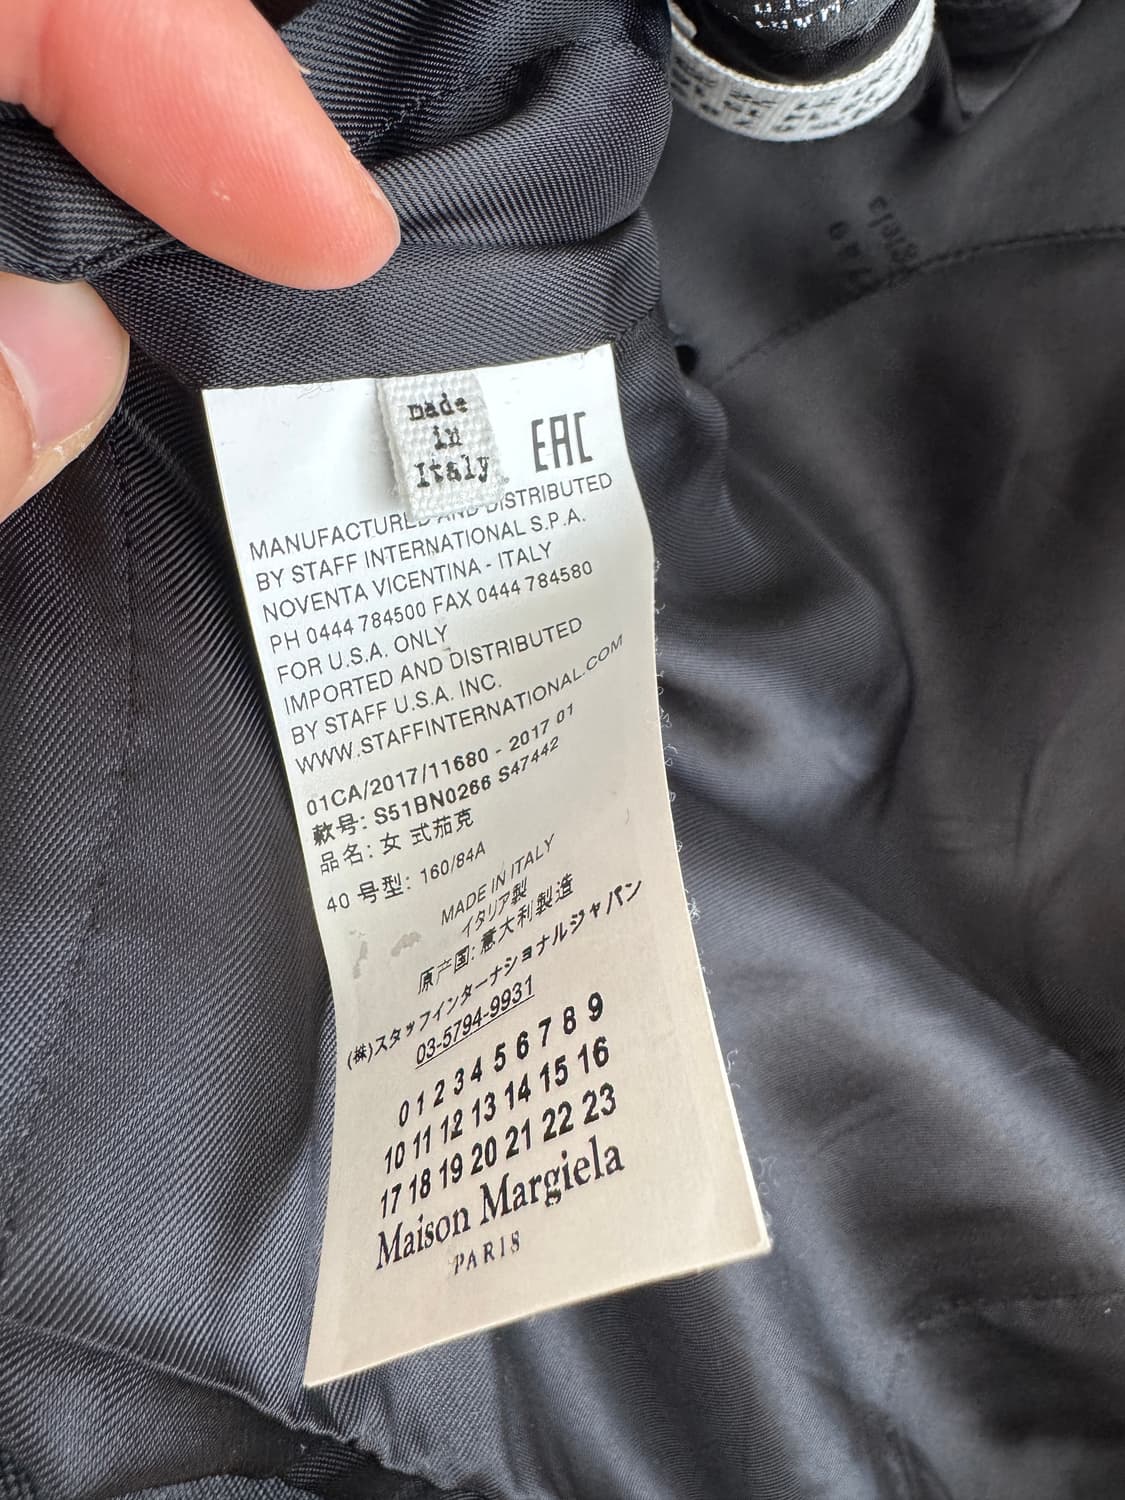 made
in
Italy
EAC
MANUFACTURED AND DISTRIBUTED
BY STAFF INTERNATIONAL S.P.A.
NOVENTA VICENTINA - ITALY
PH 0444 784500 FAX 0444 784580
FOR U.S.A. ONLY
IMPORTED AND DISTRIBUTED
BY STAFF U.S.A. INC.
WWW.STAFFINTERNATIONAL.COM
01CA/2017/11680 - 2017 01
款号: S51BN0266 S47442
品名: 女 式茄克
40 号型: 160/84A
MADE IN ITALY
イタリア製
原产国: 意大利製造
(株)スタッフインターナショナルジャパン
03-5794-9931
0 1 2 3 4 5 6 7 8 9
10 11 12 13 14 15 16
17 18 19 20 21 22 23
Maison Margiela
PARIS